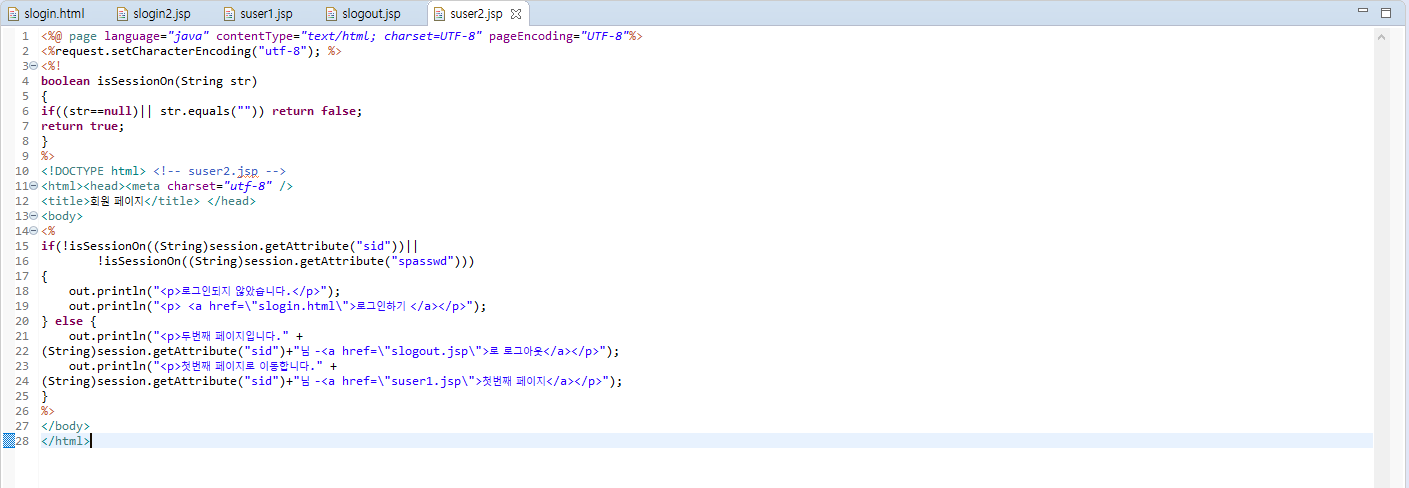 slogin.html slogin2.jsp suser1.jsp slogout.jsp suser2.jsp
1 <%@ page language="java" contentType="text/html; charset=UTF-8" pageEncoding="UTF-8"%>
2 <%request.setCharacterEncoding("utf-8"); %>
3 <%!
4 boolean isSessionOn(String str)
5 {
6 if((str==null)|| str.equals("")) return false;
7 return true;
8 }
9 %>
10 <!DOCTYPE html> <!-- suser2.jsp -->
11 <html><head><meta charset="utf-8" />
12 <title>회원 페이지</title> </head>
13 <body>
14 <%
15 if(!isSessionOn((String)session.getAttribute("sid"))||
16 !isSessionOn((String)session.getAttribute("spasswd")))
17 {
18 out.println("<p>로그인되지 않았습니다.</p>");
19 out.println("<p> <a href=\"slogin.html\">로그인하기 </a></p>");
20 } else {
21 out.println("<p>두번째 페이지입니다." +
22 (String)session.getAttribute("sid")+"님 -<a href=\"slogout.jsp\">로 로그아웃</a></p>");
23 out.println("<p>첫번째 페이지로 이동합니다." +
24 (String)session.getAttribute("sid")+"님 -<a href=\"suser1.jsp\">첫번째 페이지</a></p>");
25 }
26 %>
27 </body>
28 </html>